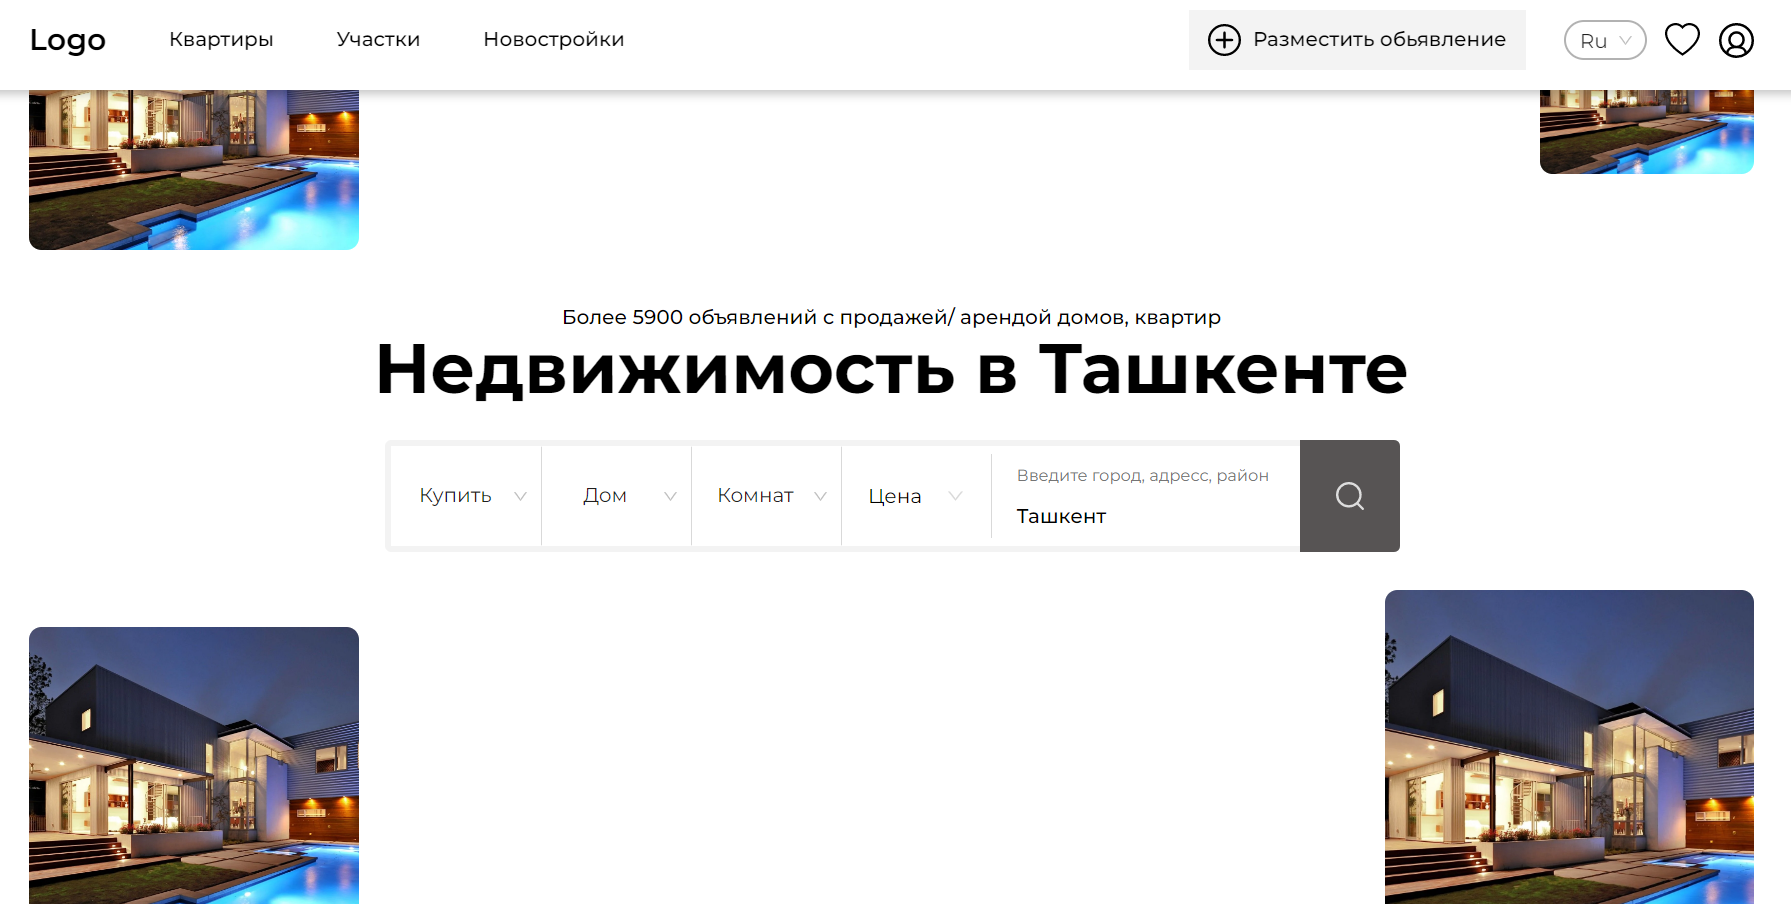 Logo
Квартиры
Участки
Новостройки
Разместить обьявление
Ru
Более 5900 объявлений с продажей/ арендой домов, квартир
Недвижимость в Ташкенте
Купить
Дом
Комнат
Цена
Введите город, адресс, район
Ташкент